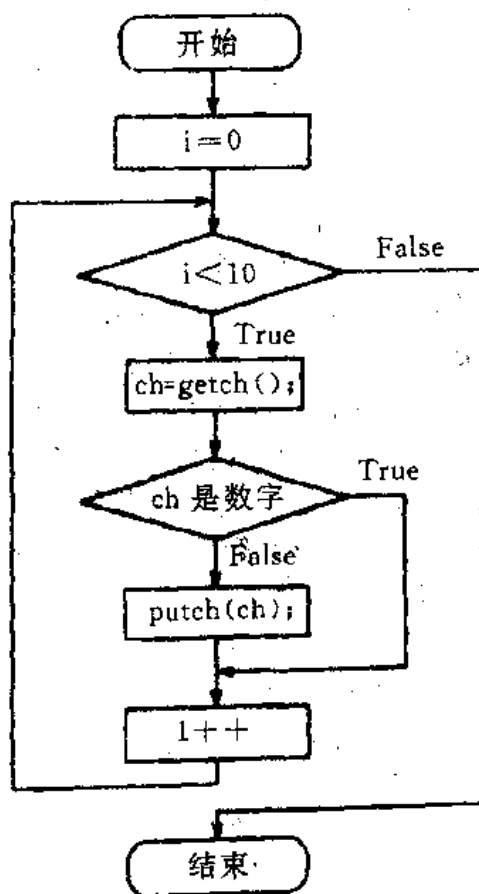 开始
i=0
i<10
False
True
ch=getch();
ch 是数字
True
False
putch(ch);
1++
结束